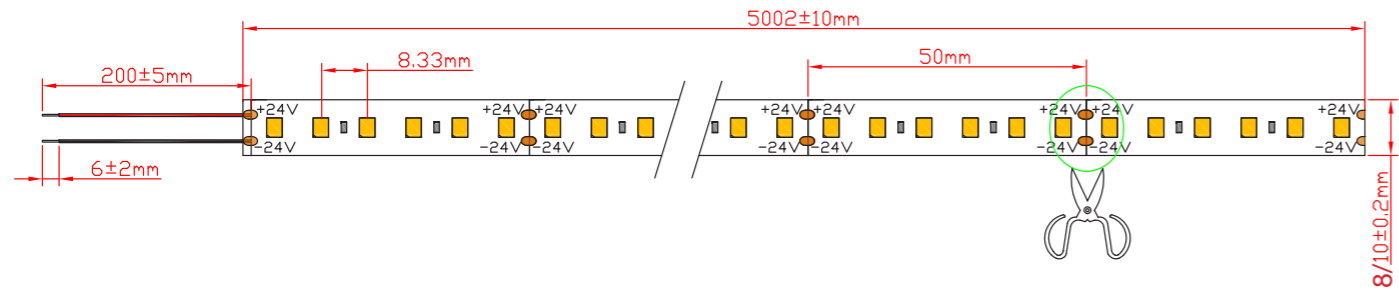 5002±10mm
200±5mm
8.33mm
50mm
+24V +24V +24V +24V +24V +24V +24V +24V
-24V -24V -24V -24V -24V -24V -24V -24V
6±2mm
8/10±0.2mm